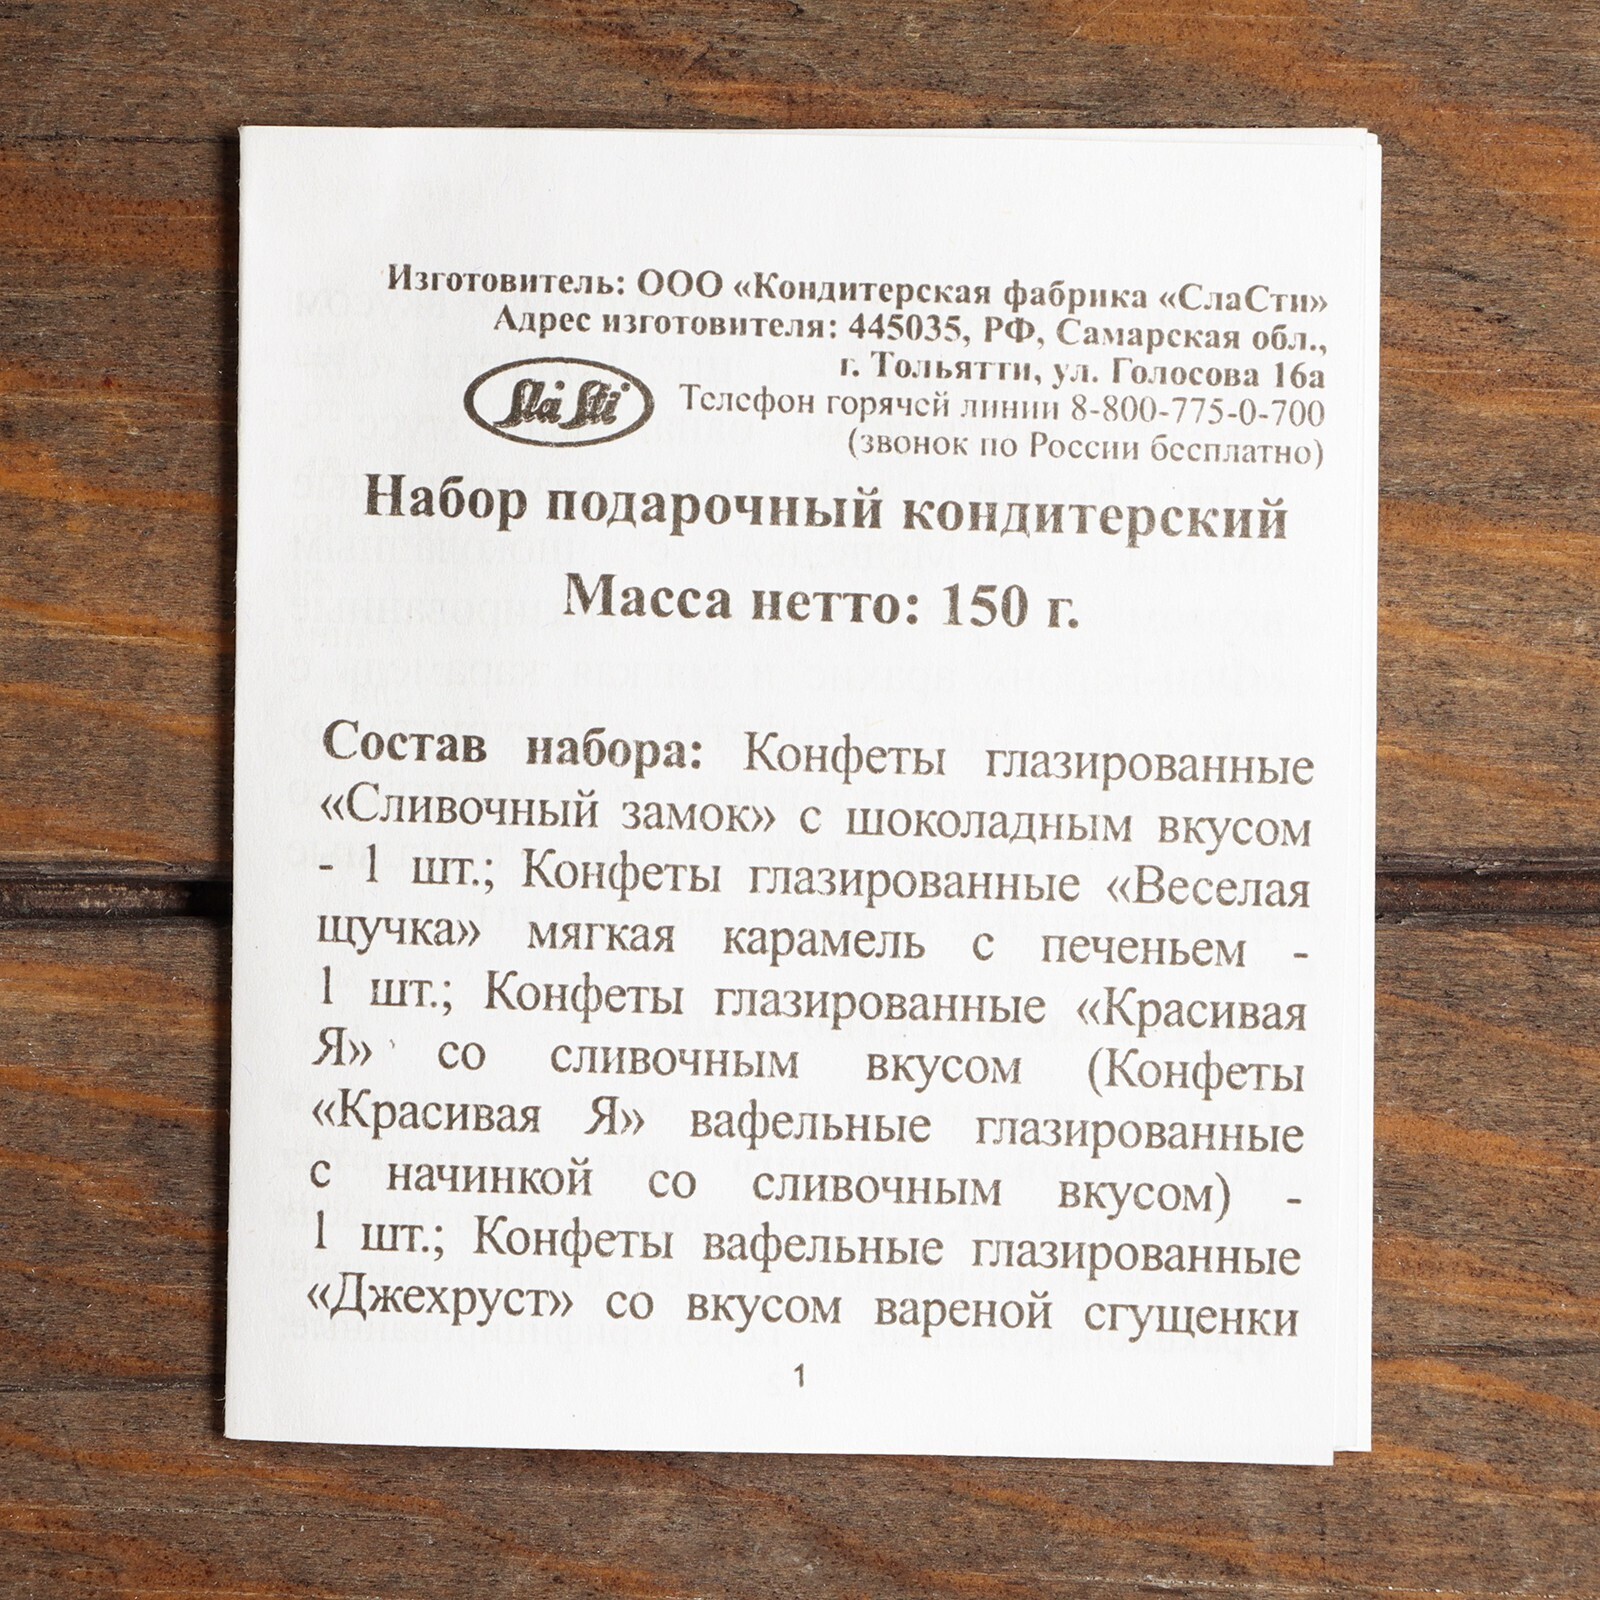 Изготовитель: ООО «Кондитерская фабрика «СлаСти»
Адрес изготовителя: 445035, РФ, Самарская обл.,
г. Тольятти, ул. Голосова 16а
Sla Sti
Телефон горячей линии 8-800-775-0-700
(звонок по России бесплатно)
Набор подарочный кондитерский
Масса нетто: 150 г.
Состав набора: Конфеты глазированные
«Сливочный замок» с шоколадным вкусом
- 1 шт.; Конфеты глазированные «Веселая
щучка» мягкая карамель с печеньем -
1 шт.; Конфеты глазированные «Красивая
Я» со сливочным вкусом (Конфеты
«Красивая Я» вафельные глазированные
с начинкой со сливочным вкусом) -
1 шт.; Конфеты вафельные глазированные
«Джехруст» со вкусом вареной сгущенки
1